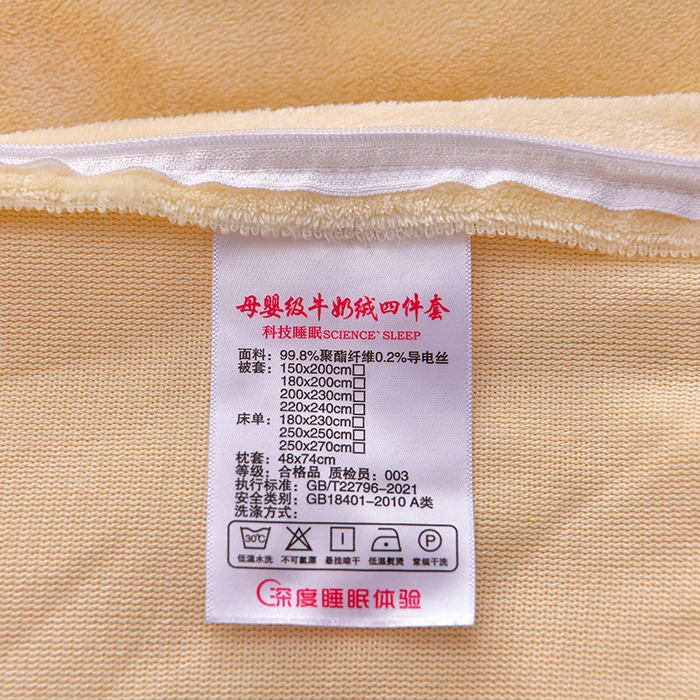 母婴级牛奶绒四件套
科技睡眠SCIENCE`SLEEP
面料：99.8%聚酯纤维0.2%导电丝
被套：150x200cm□
180x200cm□
200x230cm□
220x240cm□
床单：180x230cm□
250x250cm□
250x270cm□
枕套：48x74cm
等级：合格品 质检员：003
执行标准：GB/T22796-2021
安全类别：GB18401-2010 A类
洗涤方式：
30℃
P
低温水洗 不可氯漂 悬挂晾干 低温熨烫 常规干洗
深度睡眠体验